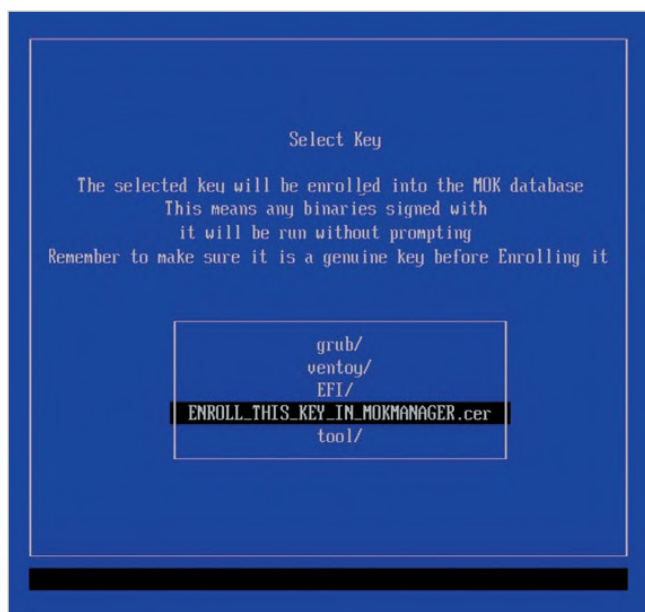 Select Key
The selected key will be enrolled into the MOK database
This means any binaries signed with
it will be run without prompting
Remember to make sure it is a genuine key before Enrolling it
grub/
ventoy/
EFI/
ENROLL_THIS_KEY_IN_MOKMANAGER.cer
tool/